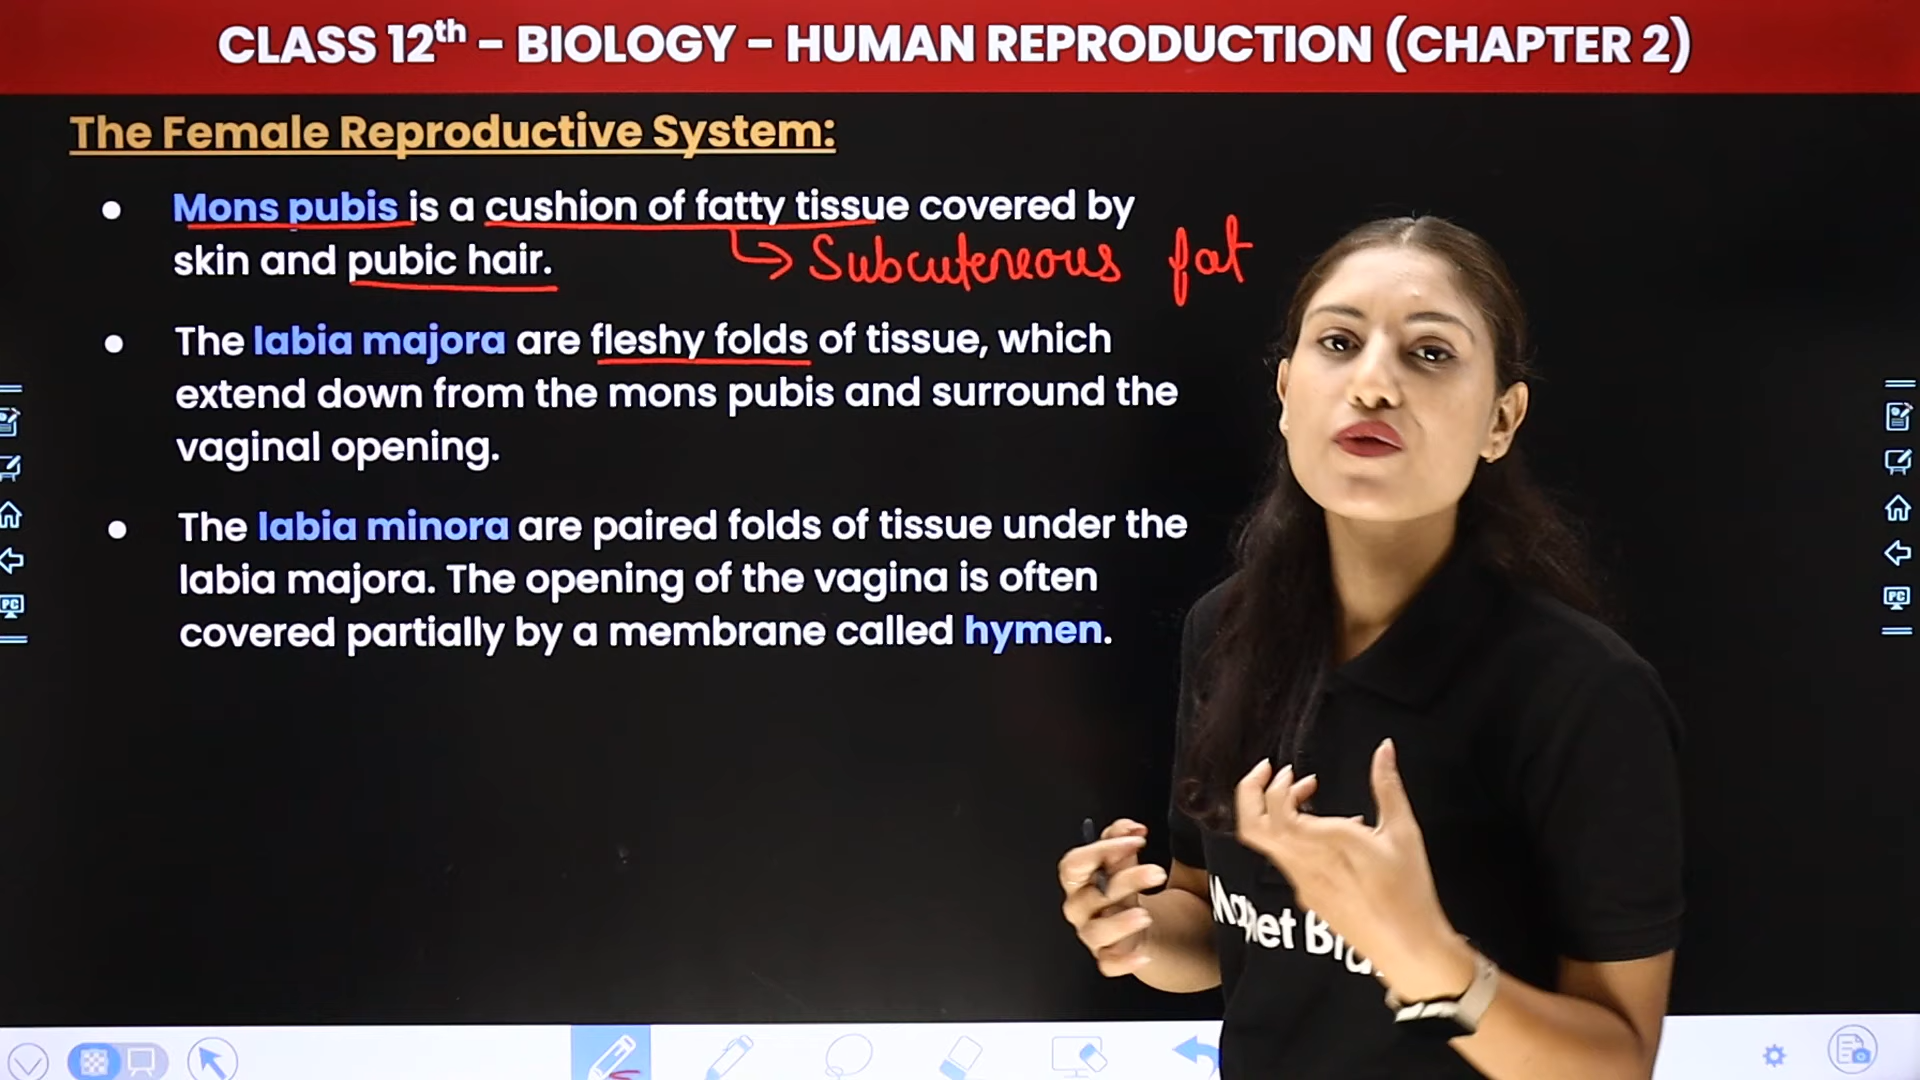 CLASS 12th – BIOLOGY – HUMAN REPRODUCTION (CHAPTER 2)
The Female Reproductive System:
• Mons pubis is a cushion of fatty tissue covered by
skin and pubic hair.
→ Subcuteneous fat
• The labia majora are fleshy folds of tissue, which
extend down from the mons pubis and surround the
vaginal opening.
• The labia minora are paired folds of tissue under the
labia majora. The opening of the vagina is often
covered partially by a membrane called hymen.
PC
PC